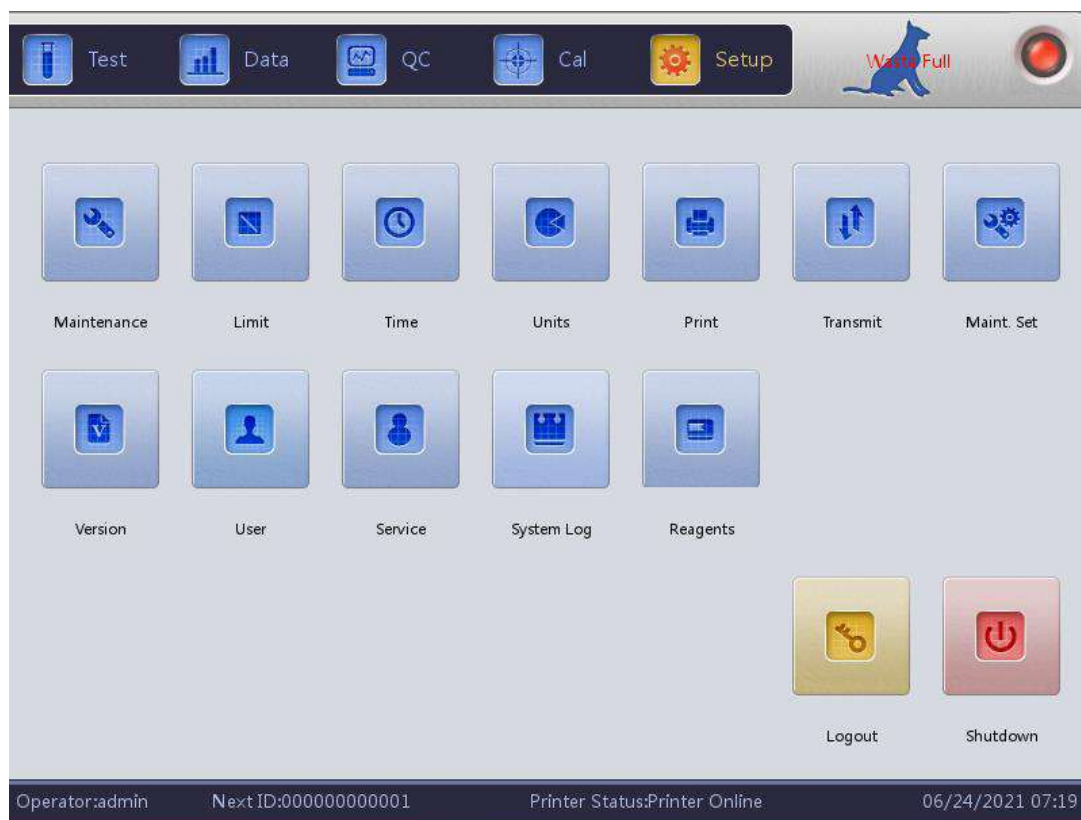 Test Data QC Cal Setup Wasta Full
Maintenance Limit Time Units Print Transmit Maint. Set
Version User Service System Log Reagents
Logout Shutdown
Operator:admin Next ID:000000000001 Printer Status:Printer Online 06/24/2021 07:19